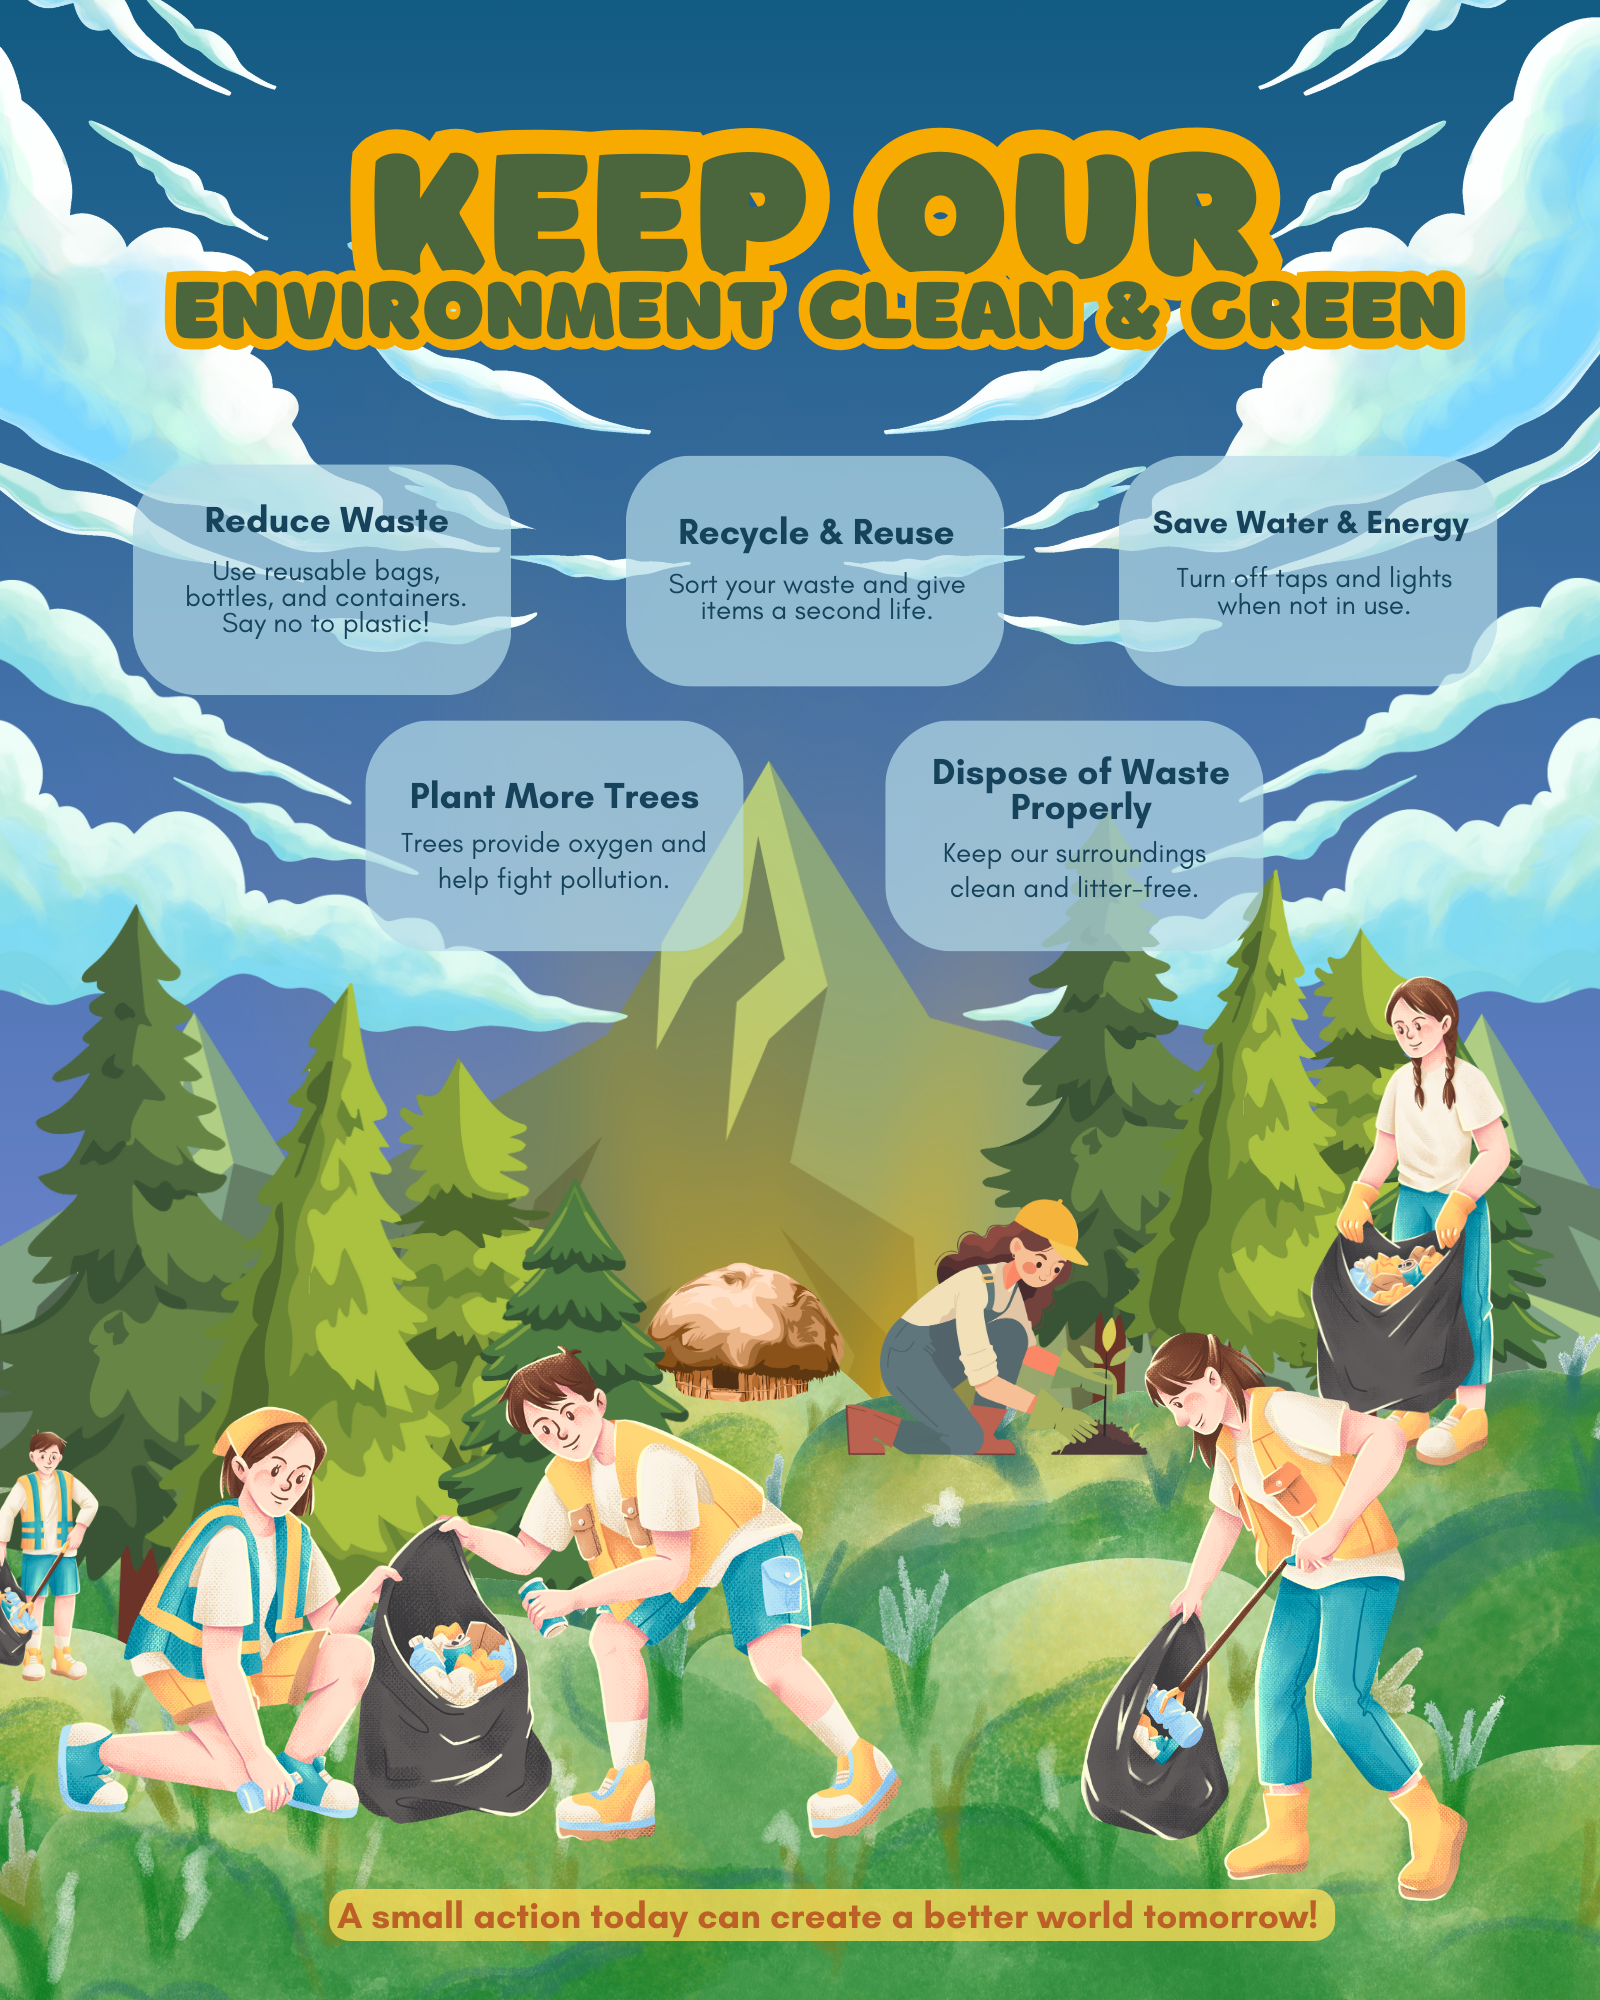 KEEP OUR
ENVIRONMENT CLEAN & GREEN
Reduce Waste
Use reusable bags,
bottles, and containers.
Say no to plastic!
Recycle & Reuse
Sort your waste and give
items a second life.
Save Water & Energy
Turn off taps and lights
when not in use.
Plant More Trees
Trees provide oxygen and
help fight pollution.
Dispose of Waste
Properly
Keep our surroundings
clean and litter-free.
A small action today can create a better world tomorrow!